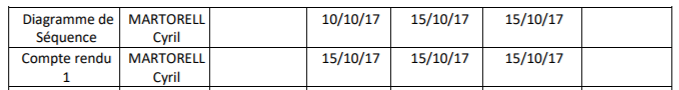 Diagramme de Séquence MARTORELL Cyril 10/10/17 15/10/17 15/10/17
Compte rendu 1 MARTORELL Cyril 15/10/17 15/10/17 15/10/17